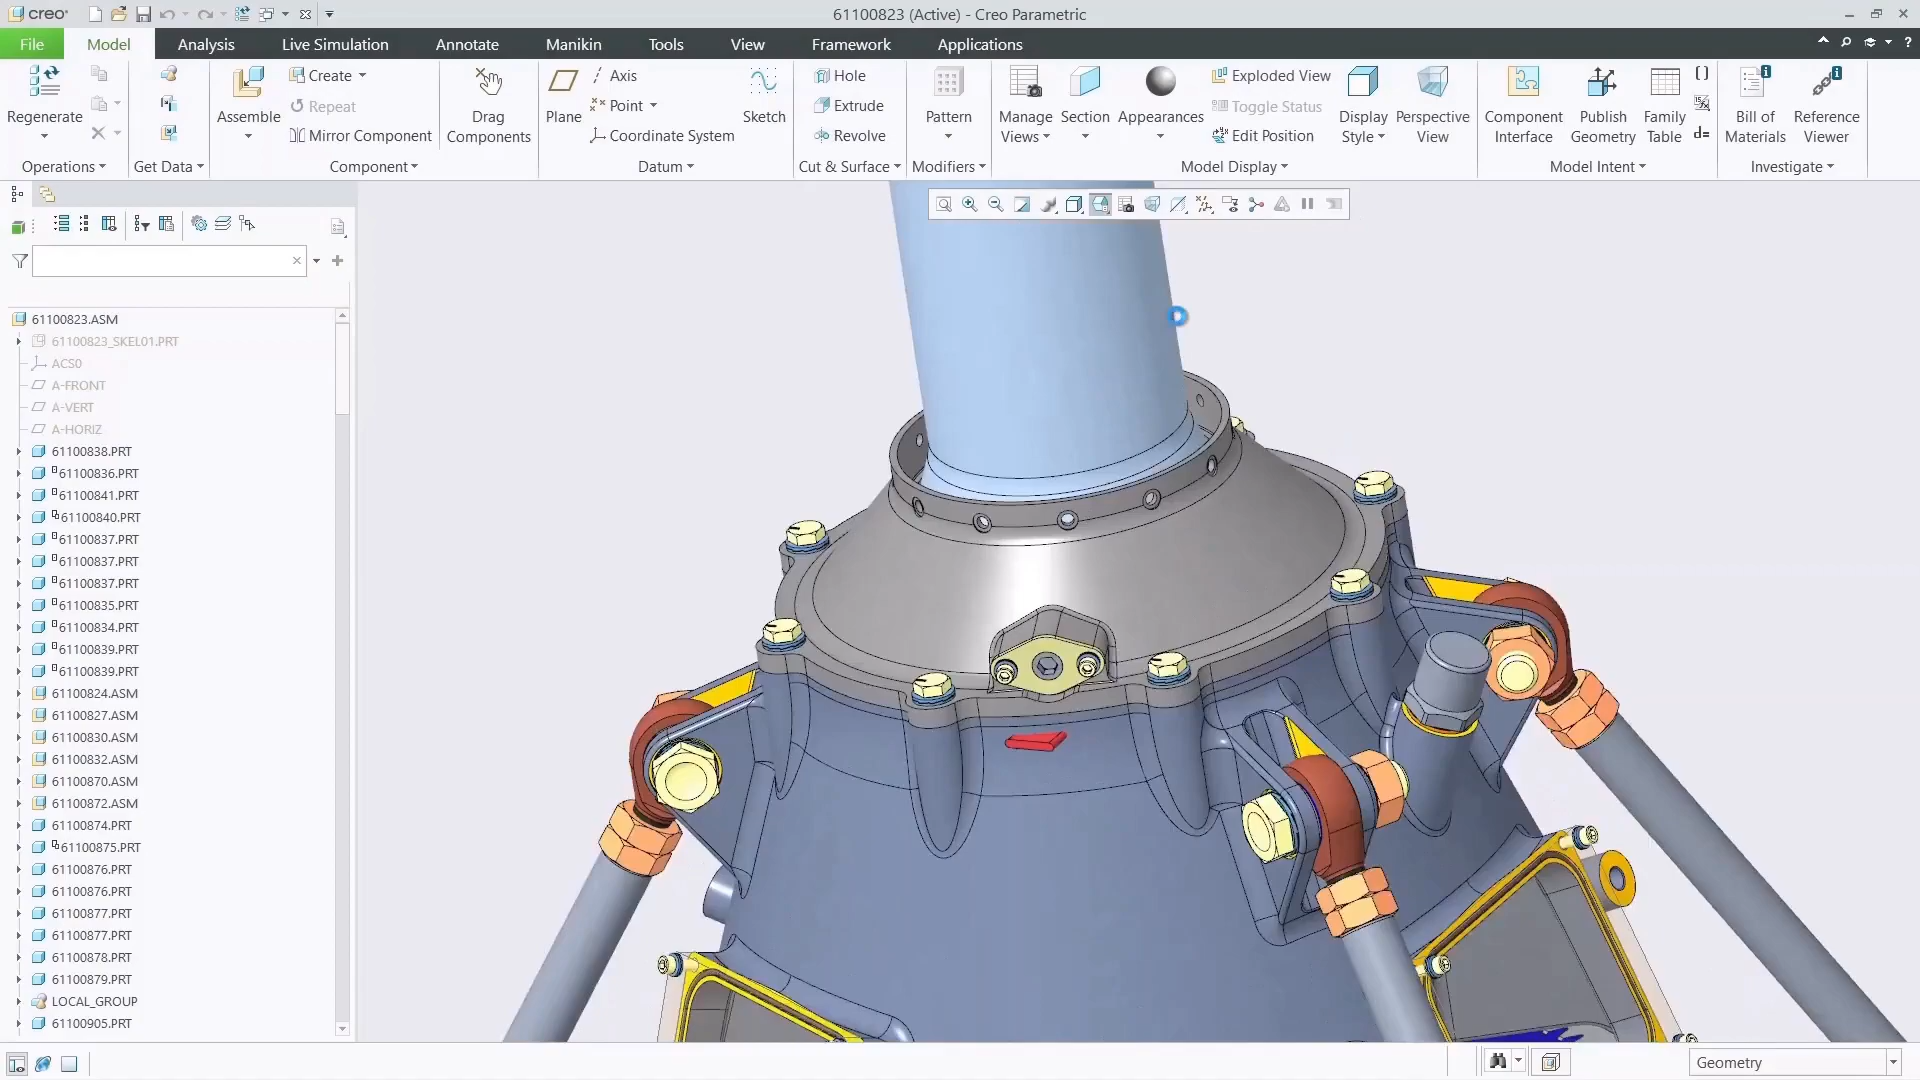 creo
61100823 (Active) - Creo Parametric
File Model Analysis Live Simulation Annotate Manikin Tools View Framework Applications
Regenerate
Operations
Get Data
Assemble
Create
Repeat
Mirror Component
Component
Drag Components
Plane
Axis
Point
Coordinate System
Sketch
Datum
Hole
Extrude
Revolve
Cut & Surface
Pattern
Modifiers
Manage Views
Section
Appearances
Exploded View
Toggle Status
Edit Position
Display Style
Perspective View
Model Display
Component Interface
Publish Geometry
Family Table
Model Intent
Bill of Materials
Reference Viewer
Investigate
61100823.ASM
61100823_SKEL01.PRT
ACS0
A-FRONT
A-VERT
A-HORIZ
61100838.PRT
61100836.PRT
61100841.PRT
61100840.PRT
61100837.PRT
61100837.PRT
61100837.PRT
61100835.PRT
61100834.PRT
61100839.PRT
61100839.PRT
61100824.ASM
61100827.ASM
61100830.ASM
61100832.ASM
61100870.ASM
61100872.ASM
61100874.PRT
61100875.PRT
61100876.PRT
61100876.PRT
61100877.PRT
61100877.PRT
61100878.PRT
61100879.PRT
LOCAL_GROUP
61100905.PRT
Geometry